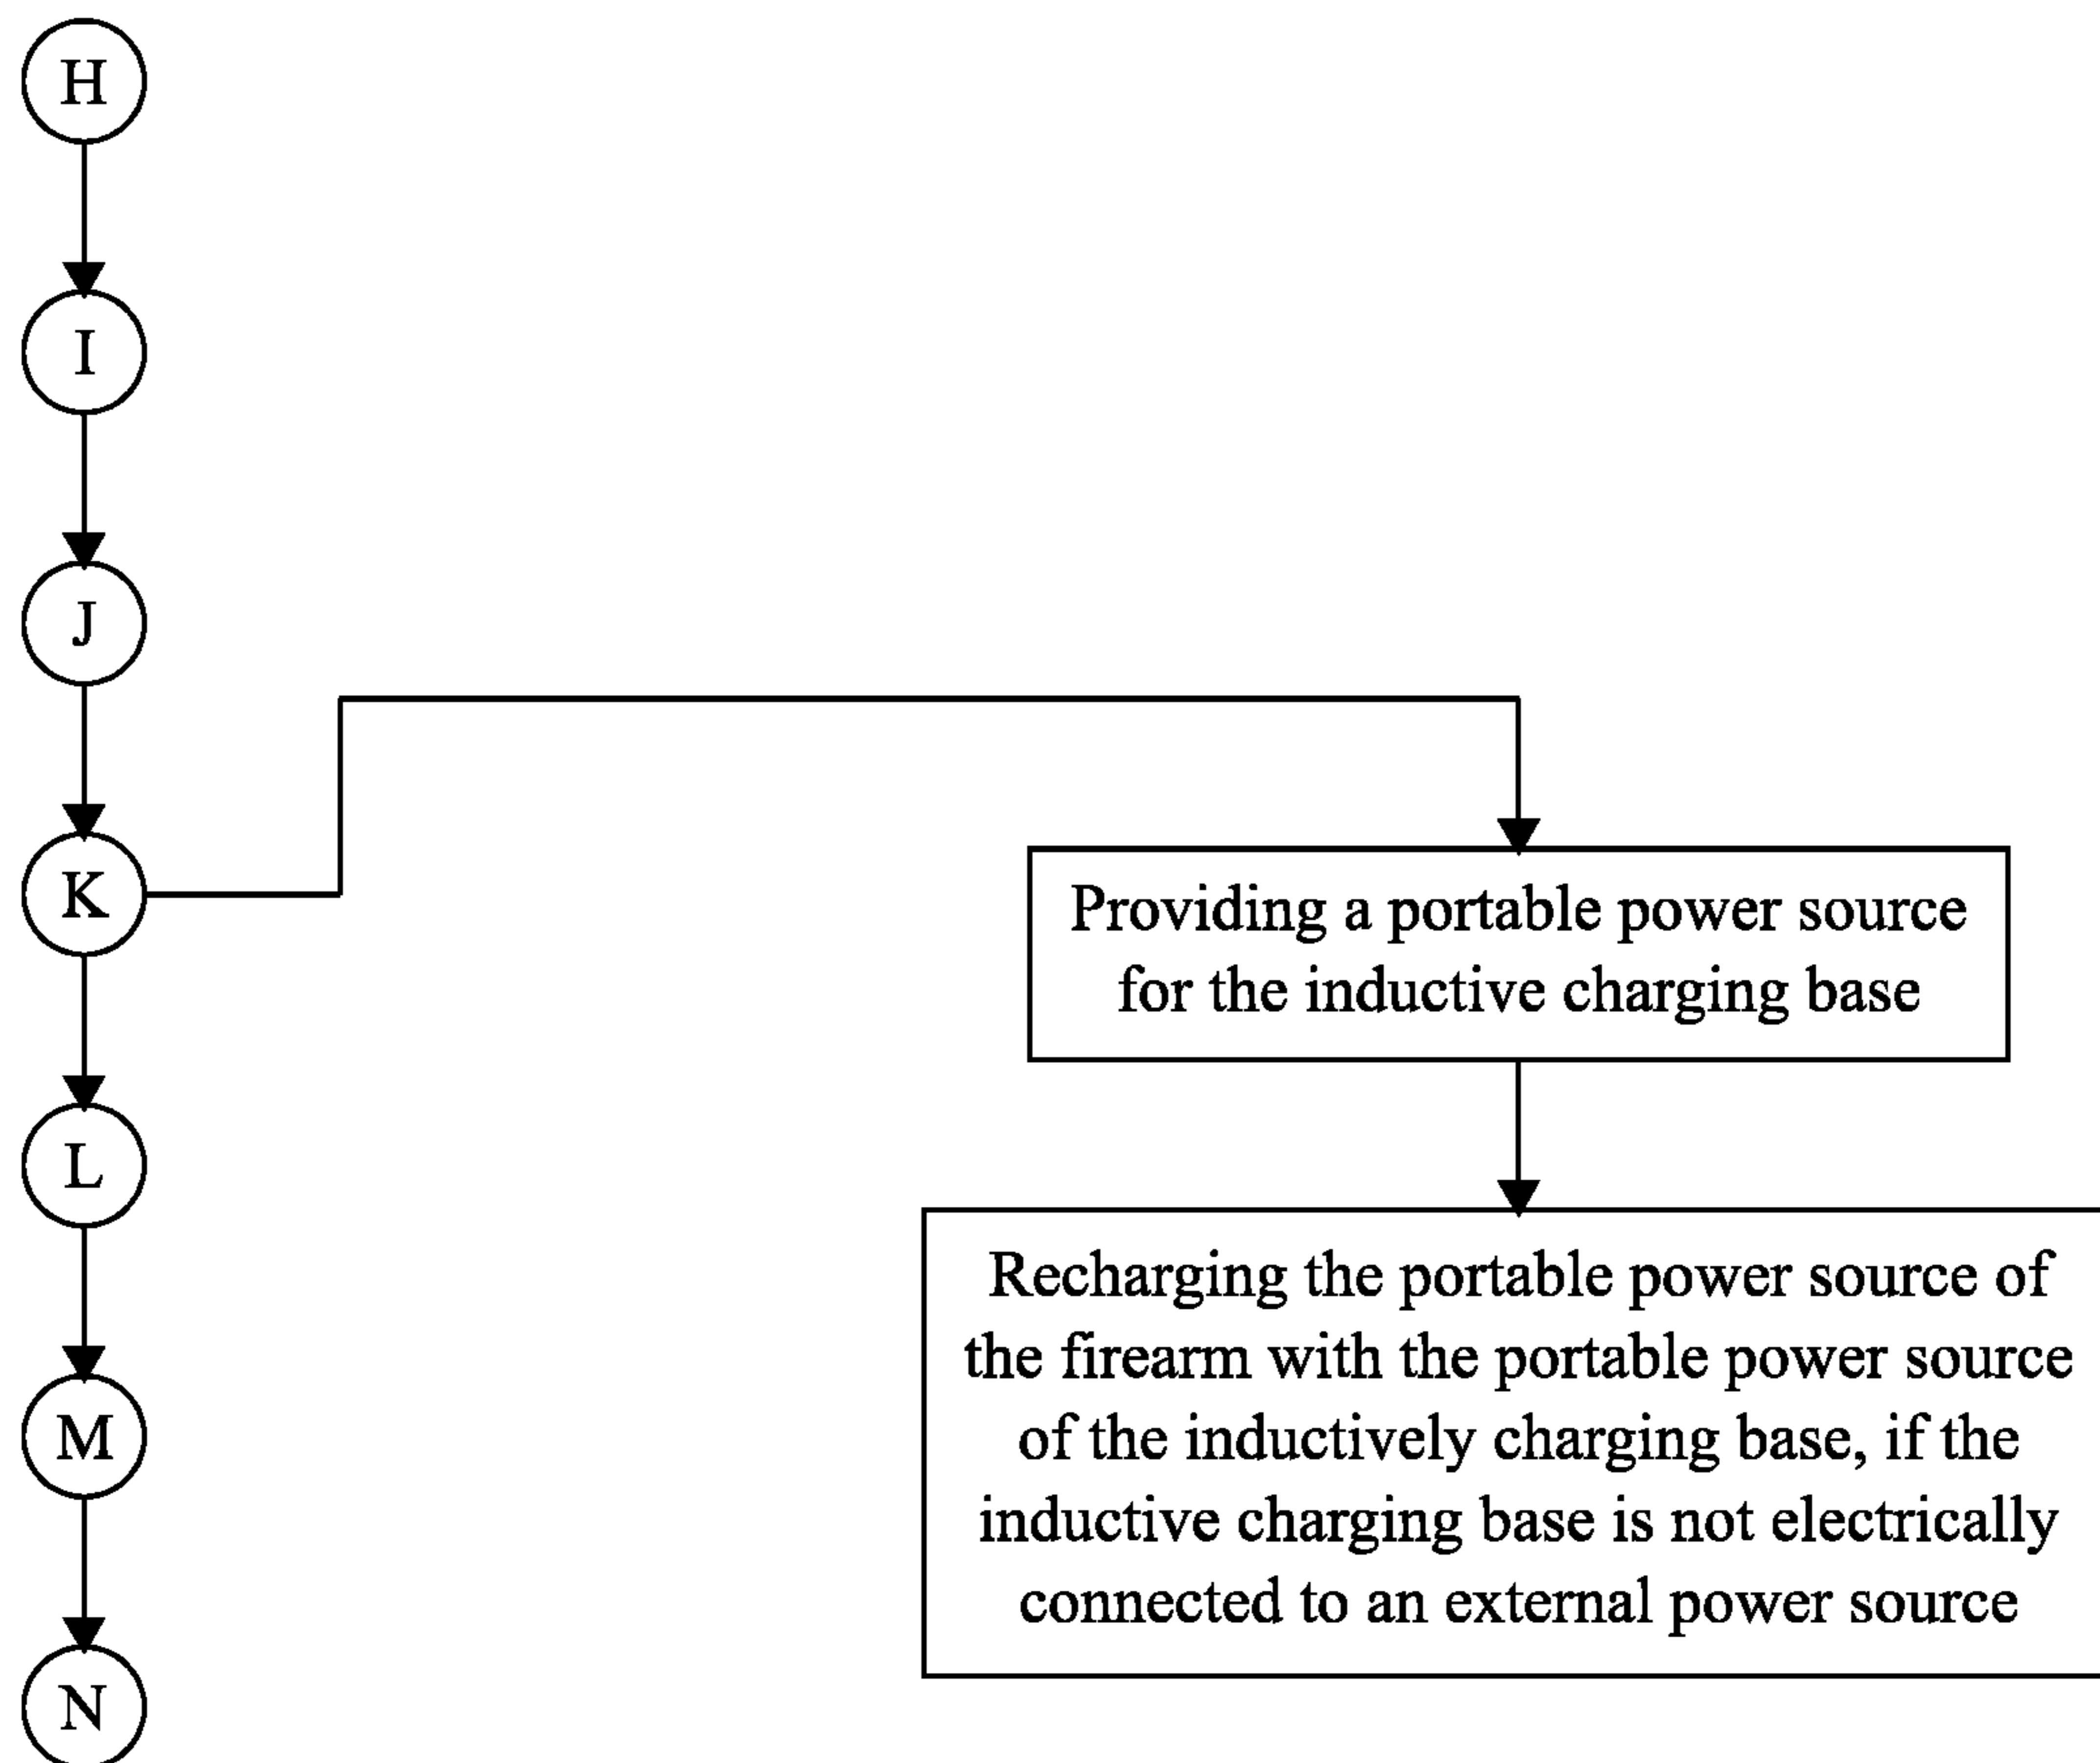 H
I
J
K
Providing a portable power source
for the inductive charging base
L
Recharging the portable power source of
the firearm with the portable power source
of the inductively charging base, if the
inductive charging base is not electrically
connected to an external power source
M
N